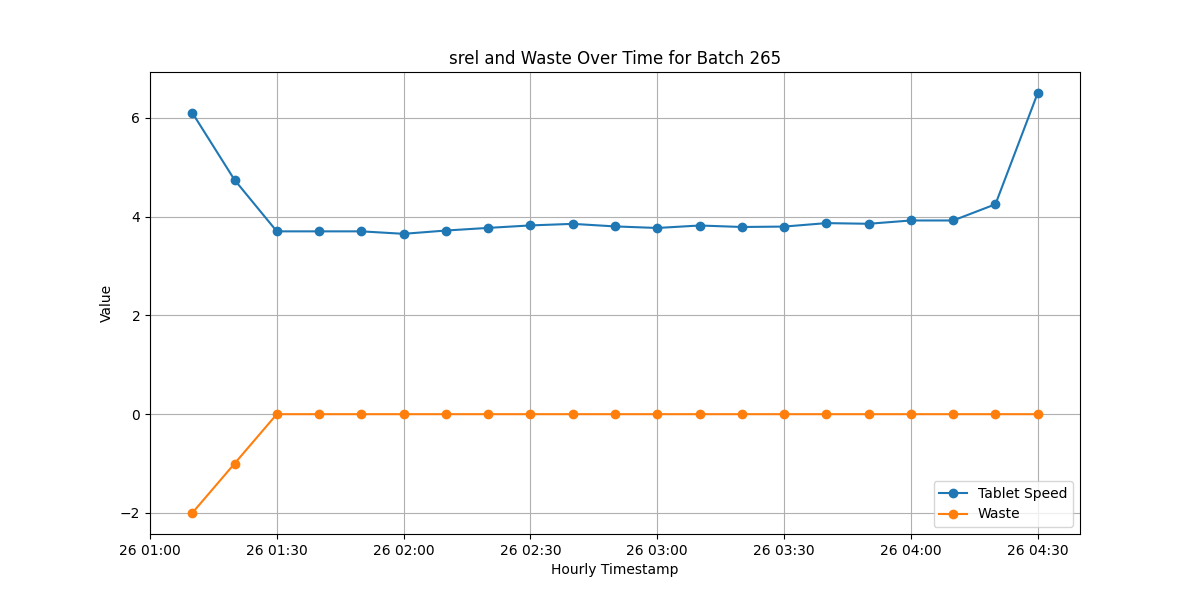 srel and Waste Over Time for Batch 265
6
4
2
0
−2
Value
Tablet Speed
Waste
26 01:00 26 01:30 26 02:00 26 02:30 26 03:00 26 03:30 26 04:00 26 04:30
Hourly Timestamp